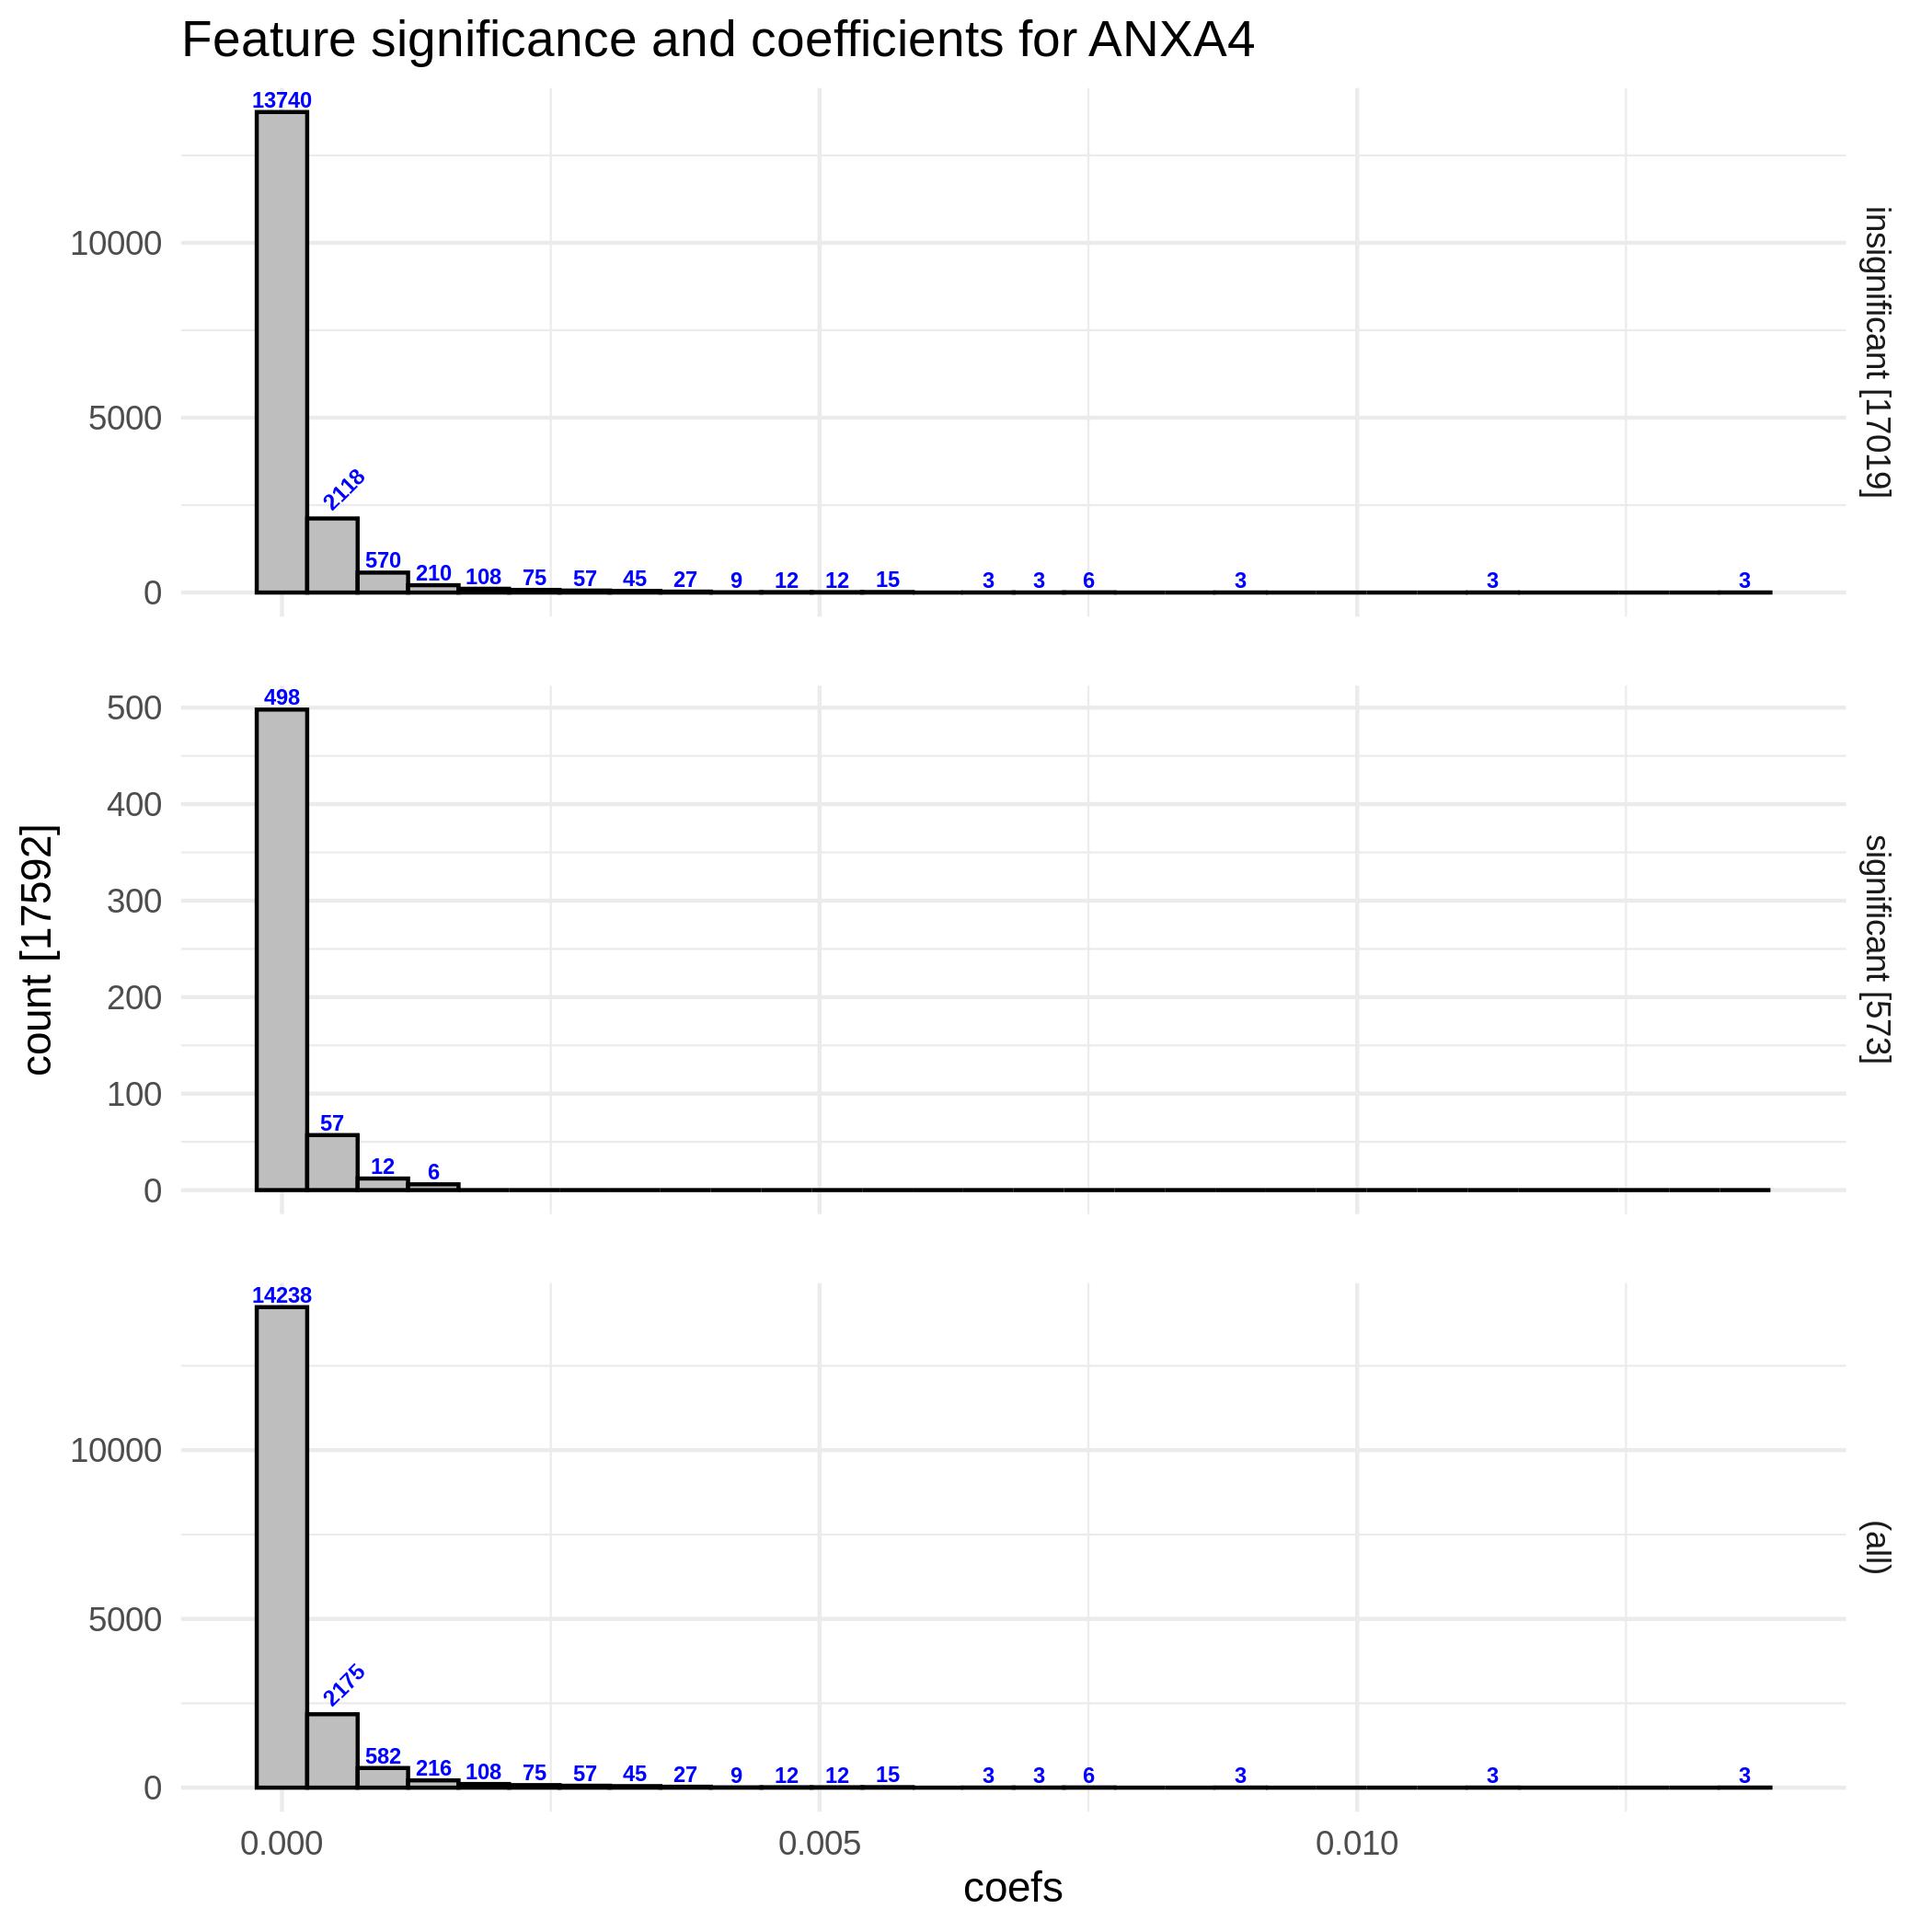 Feature significance and coefficients for ANXA4
13740
10000
5000
0
2118
570 210 108 75 57 45 27 9 12 12 15 3 3 6 3 3 3
insignificant [17019]
count [17592]
500
400
300
200
100
0
498
57
12
6
significant [573]
14238
10000
5000
0
2175
582 216 108 75 57 45 27 9 12 12 15 3 3 6 3 3 3
(all)
0.000 0.005 0.010
coefs